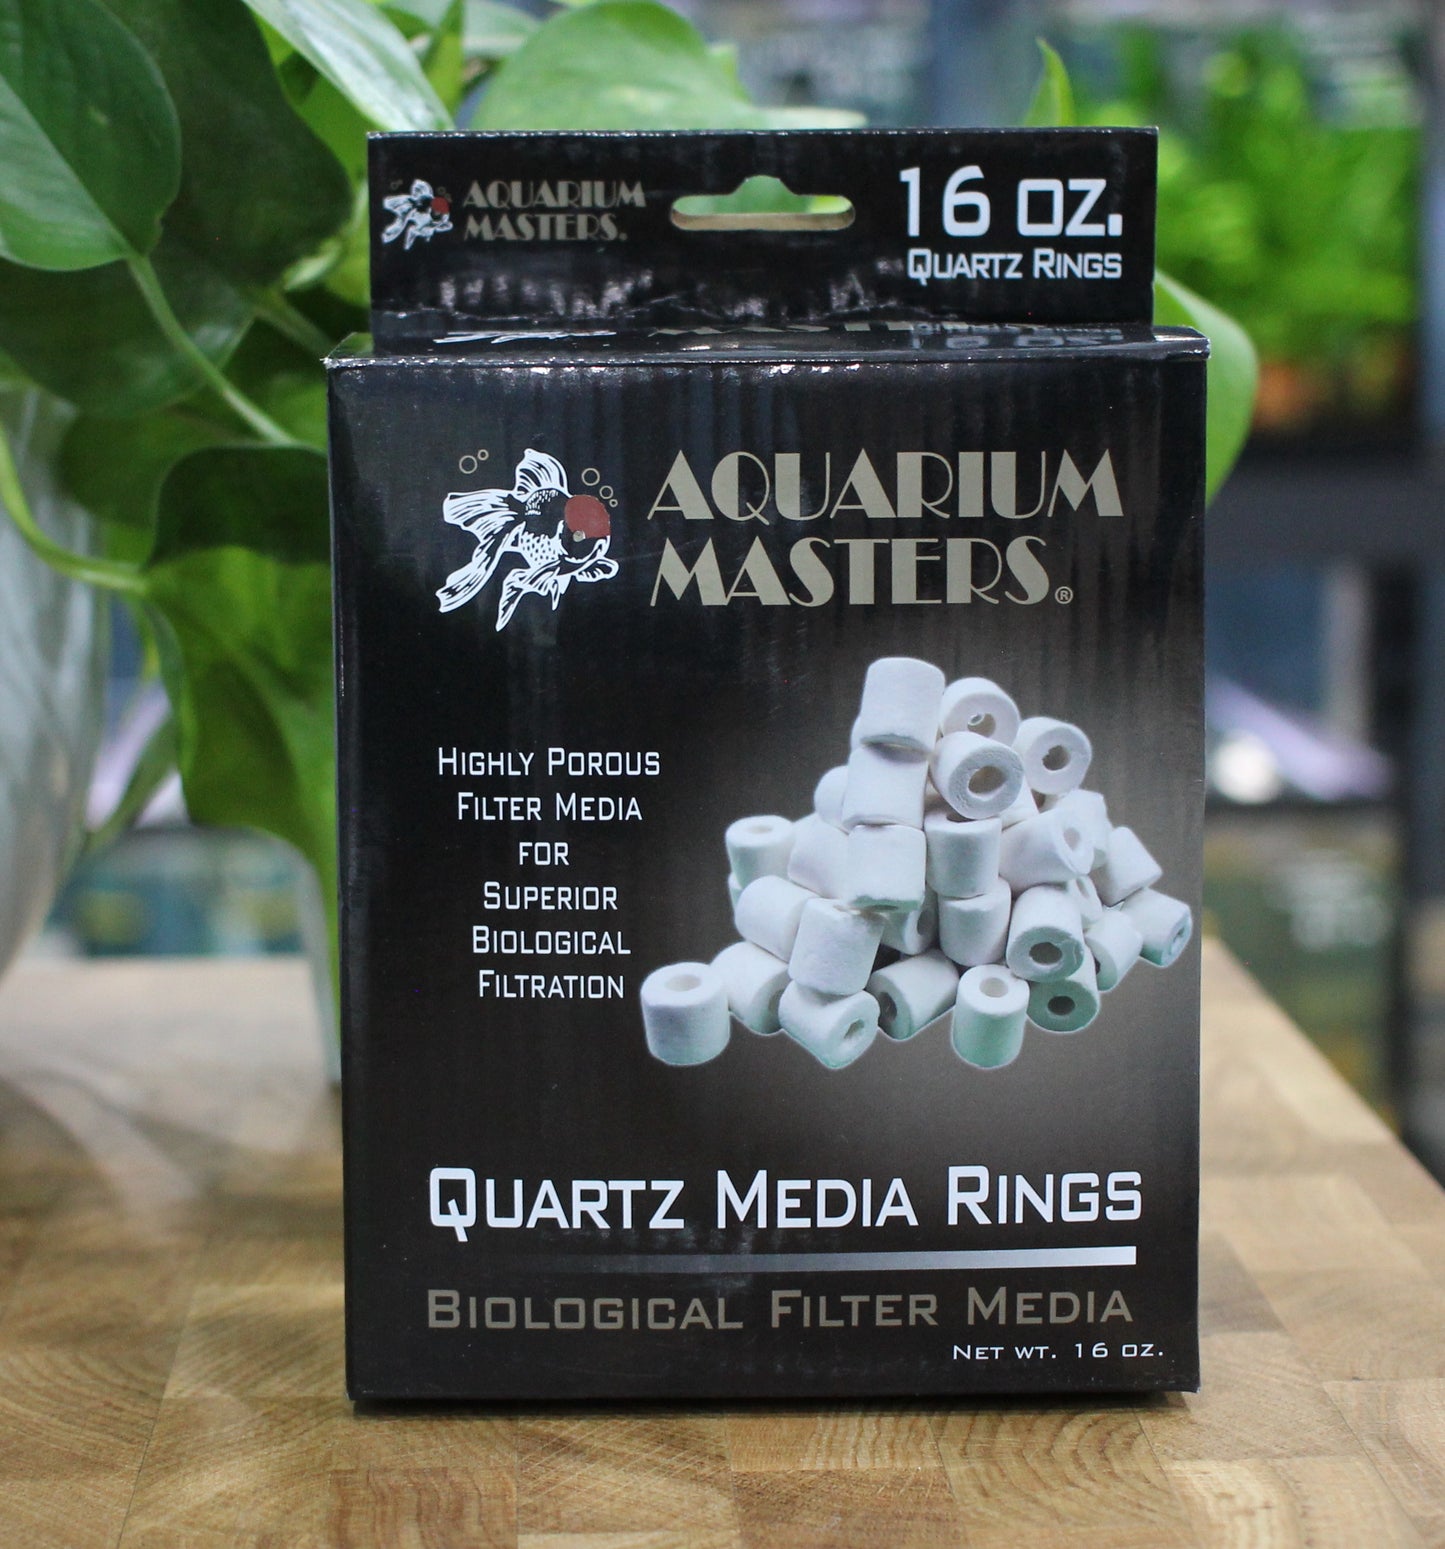 AQUARIUM
MASTERS.
16 OZ.
QUARTZ RINGS
AQUARIUM
MASTERS®
HIGHLY POROUS
FILTER MEDIA
FOR
SUPERIOR
BIOLOGICAL
FILTRATION
QUARTZ MEDIA RINGS
BIOLOGICAL FILTER MEDIA
NET WT. 16 OZ.